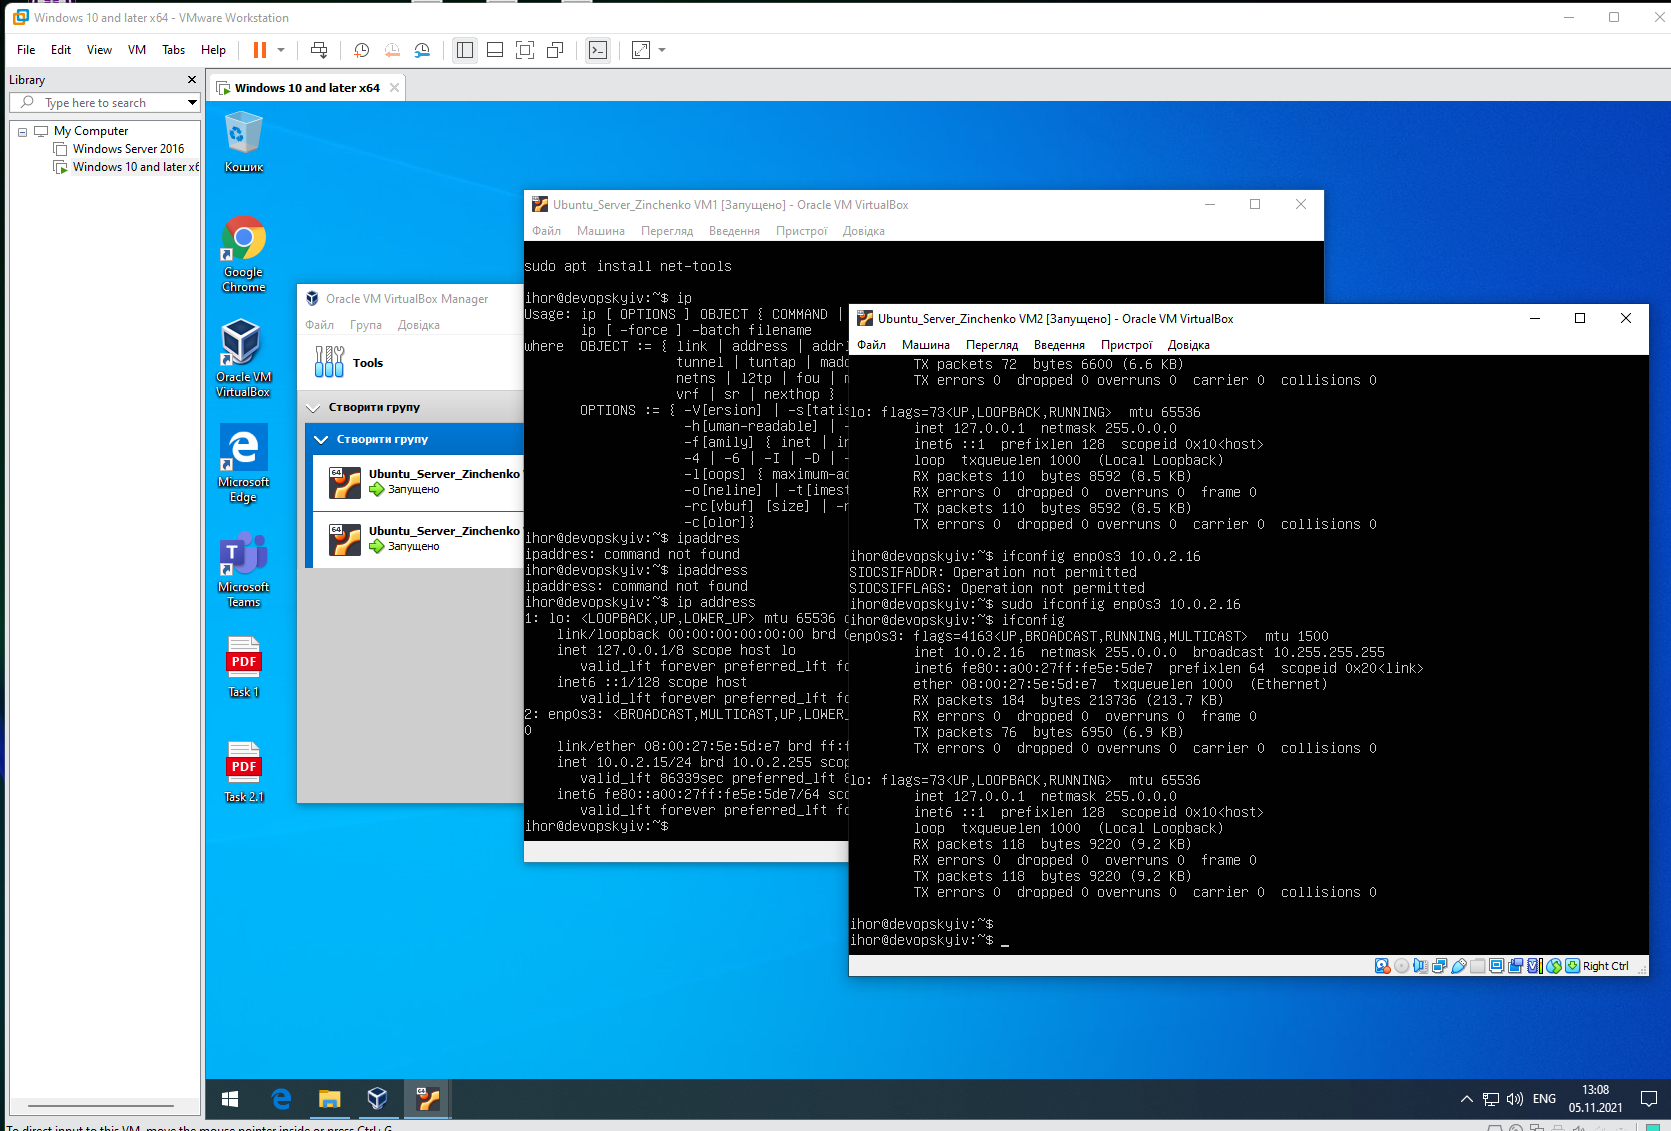 Windows 10 and later x64 - VMware Workstation
File Edit View VM Tabs Help
Library
Type here to search
My Computer
Windows Server 2016
Windows 10 and later x6
Windows 10 and later x64
Кошик
Google
Chrome
Oracle VM
VirtualBox
Microsoft
Edge
Microsoft
Teams
PDF
Task 1
PDF
Task 2.1
Oracle VM VirtualBox Manager
Файл Група Довідка
Tools
Створити групу
Створити групу
64
Ubuntu_Server_Zinchenko
Запущено
64
Ubuntu_Server_Zinchenko
Запущено
Ubuntu_Server_Zinchenko VM1 [Запущено] - Oracle VM VirtualBox
Файл Машина Перегляд Введення Пристрої Довідка
sudo apt install net-tools
ihor@devopskyiv:~$ ip
Usage: ip [ OPTIONS ] OBJECT { COMMAND |
ip [ -force ] -batch filename
where OBJECT := { link | address | addrl
tunnel | tuntap | madd
netns | l2tp | fou | m
vrf | sr | nexthop }
OPTIONS := { -V[ersion] | -s[tatis
-h[uman-readable] | -
-f[amily] { inet | in
-4 | -6 | -I | -D | -
-l[oops] { maximum-ad
-o[neline] | -t[imest
-rc[vbuf] [size] | -n
-c[olor]}
ihor@devopskyiv:~$ ipaddres
ipaddres: command not found
ihor@devopskyiv:~$ ipaddress
ipaddress: command not found
ihor@devopskyiv:~$ ip address
1: lo: <LOOPBACK,UP,LOWER_UP> mtu 65536 q
link/loopback 00:00:00:00:00:00 brd 0
inet 127.0.0.1/8 scope host lo
valid_lft forever preferred_lft fo
inet6 ::1/128 scope host
valid_lft forever preferred_lft fo
2: enp0s3: <BROADCAST,MULTICAST,UP,LOWER_
0
link/ether 08:00:27:5e:5d:e7 brd ff:f
inet 10.0.2.15/24 brd 10.0.2.255 scop
valid_lft 86339sec preferred_lft 8
inet6 fe80::a00:27ff:fe5e:5de7/64 sco
valid_lft forever preferred_lft fo
ihor@devopskyiv:~$
Ubuntu_Server_Zinchenko VM2 [Запущено] - Oracle VM VirtualBox
Файл Машина Перегляд Введення Пристрої Довідка
TX packets 72 bytes 6600 (6.6 KB)
TX errors 0 dropped 0 overruns 0 carrier 0 collisions 0
lo: flags=73<UP,LOOPBACK,RUNNING> mtu 65536
inet 127.0.0.1 netmask 255.0.0.0
inet6 ::1 prefixlen 128 scopeid 0x10<host>
loop txqueuelen 1000 (Local Loopback)
RX packets 110 bytes 8592 (8.5 KB)
RX errors 0 dropped 0 overruns 0 frame 0
TX packets 110 bytes 8592 (8.5 KB)
TX errors 0 dropped 0 overruns 0 carrier 0 collisions 0
ihor@devopskyiv:~$ ifconfig enp0s3 10.0.2.16
SIOCSIFADDR: Operation not permitted
SIOCSIFFLAGS: Operation not permitted
ihor@devopskyiv:~$ sudo ifconfig enp0s3 10.0.2.16
ihor@devopskyiv:~$ ifconfig
enp0s3: flags=4163<UP,BROADCAST,RUNNING,MULTICAST> mtu 1500
inet 10.0.2.16 netmask 255.0.0.0 broadcast 10.255.255.255
inet6 fe80::a00:27ff:fe5e:5de7 prefixlen 64 scopeid 0x20<link>
ether 08:00:27:5e:5d:e7 txqueuelen 1000 (Ethernet)
RX packets 184 bytes 213736 (213.7 KB)
RX errors 0 dropped 0 overruns 0 frame 0
TX packets 76 bytes 6950 (6.9 KB)
TX errors 0 dropped 0 overruns 0 carrier 0 collisions 0
lo: flags=73<UP,LOOPBACK,RUNNING> mtu 65536
inet 127.0.0.1 netmask 255.0.0.0
inet6 ::1 prefixlen 128 scopeid 0x10<host>
loop txqueuelen 1000 (Local Loopback)
RX packets 118 bytes 9220 (9.2 KB)
RX errors 0 dropped 0 overruns 0 frame 0
TX packets 118 bytes 9220 (9.2 KB)
TX errors 0 dropped 0 overruns 0 carrier 0 collisions 0
ihor@devopskyiv:~$
ihor@devopskyiv:~$ _
Right Ctrl
ENG
13:08
05.11.2021
To direct input to this VM, move the mouse pointer inside or press Ctrl+G.